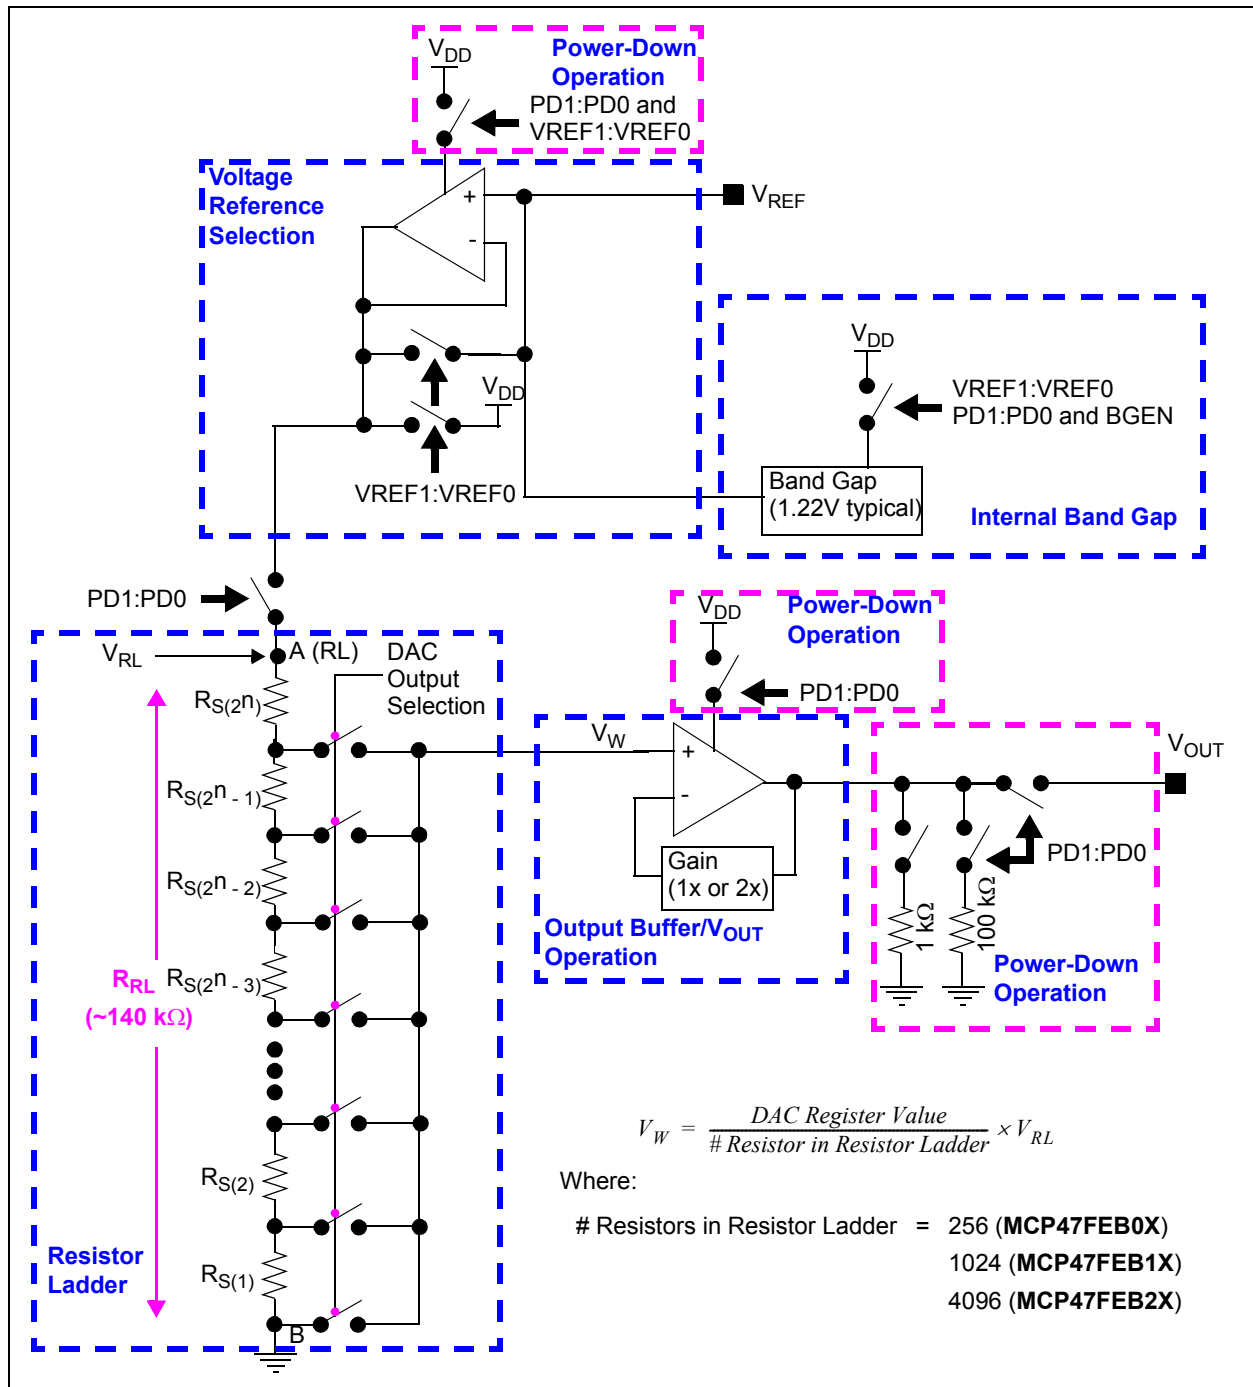 VDD
Power-Down
Operation
PD1:PD0 and
VREF1:VREF0
Voltage
Reference
Selection
+
-
VREF
VDD
VREF1:VREF0
VDD
VREF1:VREF0
PD1:PD0 and BGEN
Band Gap
(1.22V typical)
Internal Band Gap
PD1:PD0
VRL
A (RL)
DAC
Output
Selection
RS(2n)
RS(2n - 1)
RS(2n - 2)
RS(2n - 3)
RRL
(~140 kΩ)
RS(2)
RS(1)
Resistor
Ladder
B
VDD
Power-Down
Operation
PD1:PD0
VW
+
-
Gain
(1x or 2x)
Output Buffer/VOUT
Operation
VOUT
PD1:PD0
1 kΩ
100 kΩ
Power-Down
Operation
VW = DAC Register Value / # Resistor in Resistor Ladder × VRL
Where:
# Resistors in Resistor Ladder = 256 (MCP47FEB0X)
1024 (MCP47FEB1X)
4096 (MCP47FEB2X)